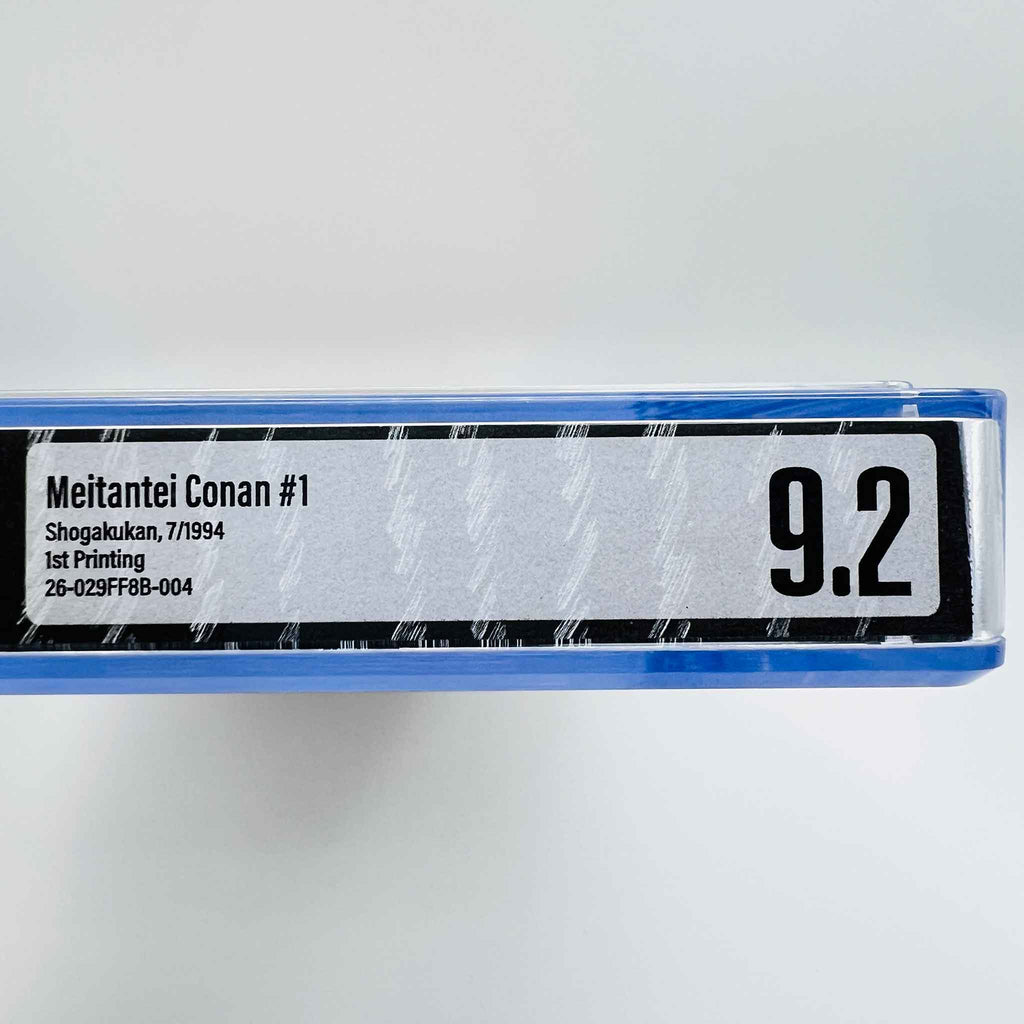 Meitantei Conan #1
Shogakukan, 7/1994
1st Printing
26-029FF8B-004
9.2